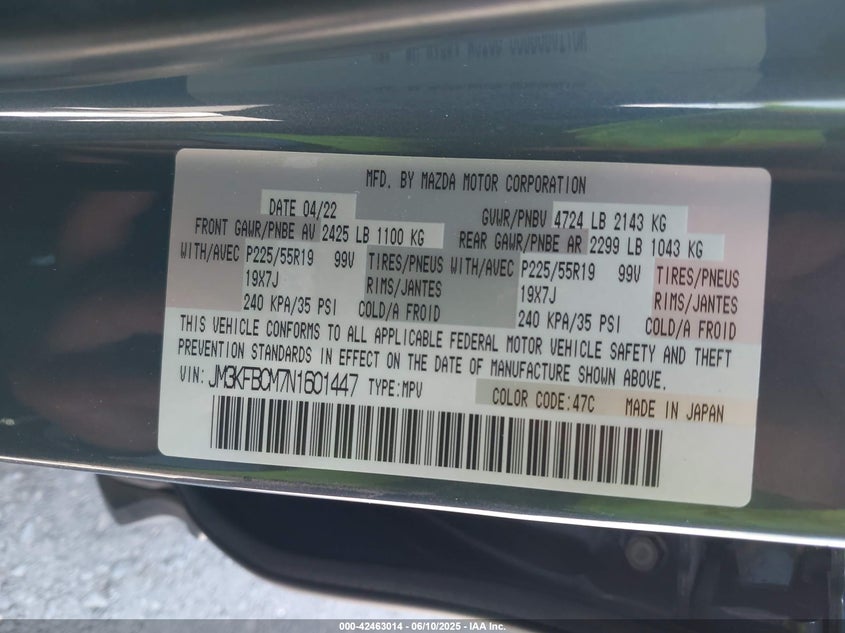 MFD. BY MAZDA MOTOR CORPORATION
DATE 04/22 GVWR/PNBV 4724 LB 2143 KG
FRONT GAWR/PNBE AV 2425 LB 1100 KG REAR GAWR/PNBE AR 2299 LB 1043 KG
WITH/AVEC P225/55R19 99V TIRES/PNEUS WITH/AVEC P225/55R19 99V TIRES/PNEUS
19X7J RIMS/JANTES 19X7J RIMS/JANTES
240 KPA/35 PSI COLD/A FROID 240 KPA/35 PSI COLD/A FROID
THIS VEHICLE CONFORMS TO ALL APPLICABLE FEDERAL MOTOR VEHICLE SAFETY AND THEFT
PREVENTION STANDARDS IN EFFECT ON THE DATE OF MANUFACTURE SHOWN ABOVE.
VIN: JM3KFBCM7N1601447 TYPE:MPV COLOR CODE:47C MADE IN JAPAN
000-42463014 - 06/10/2025 - IAA, Inc.